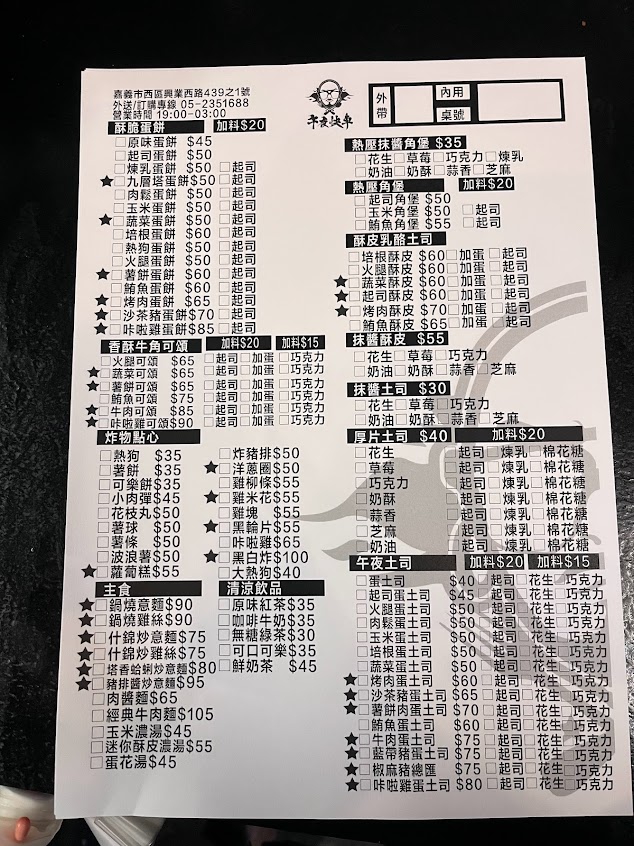 嘉義市西區興業西路439之1號
外送/訂購專線 05-2351688
營業時間 19:00-03:00
外帶
內用
桌號
酥脆蛋餅 加料$20
原味蛋餅 $45
起司蛋餅 $50
煉乳蛋餅 $50 起司
★九層塔蛋餅$50 起司
肉鬆蛋餅 $50 起司
玉米蛋餅 $50 起司
★蔬菜蛋餅 $50 起司
培根蛋餅 $60 起司
熱狗蛋餅 $50 起司
火腿蛋餅 $50 起司
★薯餅蛋餅 $60 起司
鮪魚蛋餅 $60 起司
★烤肉蛋餅 $65 起司
★沙茶豬蛋餅$70 起司
★咔啦雞蛋餅$85 起司
香酥牛角可頌 加料$20 加料$15
火腿可頌 $65 起司 加蛋 巧克力
★蔬菜可頌 $65 起司 加蛋 巧克力
★薯餅可頌 $65 起司 加蛋 巧克力
鮪魚可頌 $75 起司 加蛋 巧克力
★牛肉可頌 $85 起司 加蛋 巧克力
★咔啦雞可頌$90 起司 加蛋 巧克力
炸物點心
熱狗 $35
薯餅 $35
可樂餅$35
小肉彈$45
花枝丸$50
薯球 $50
薯條 $50
波浪薯$50
★蘿蔔糕$55
炸豬排$50
★洋蔥圈$50
雞柳條$55
★雞米花$55
雞塊 $55
★黑輪片$55
咔啦雞$65
★黑白炸$100
大熱狗$40
主食
★鍋燒意麵$90
★鍋燒雞絲$90
★什錦炒意麵$75
★什錦炒雞絲$75
★塔香蛤蜊炒意麵$80
★豬排醬炒意麵$95
肉醬麵$65
經典牛肉麵$105
玉米濃湯$45
迷你酥皮濃湯$55
蛋花湯$45
清涼飲品
原味紅茶$35
咖啡牛奶$35
無糖綠茶$30
可口可樂$35
鮮奶茶 $45
熱壓抹醬角堡 $35
花生 草莓 巧克力 煉乳
奶油 奶酥 蒜香 芝麻
熱壓角堡 加料$20
起司角堡 $50
玉米角堡 $50 起司
鮪魚角堡 $55 起司
酥皮乳酪土司
培根酥皮 $60 加蛋 起司
火腿酥皮 $60 加蛋 起司
★蔬菜酥皮 $60 加蛋 起司
★起司酥皮 $60 加蛋 起司
★烤肉酥皮 $70 加蛋 起司
鮪魚酥皮 $65 加蛋 起司
抹醬酥皮 $55
花生 草莓 巧克力
奶油 奶酥 蒜香 芝麻
抹醬土司 $30
花生 草莓 巧克力
奶油 奶酥 蒜香 芝麻
厚片土司 $40 加料$20
花生 起司 煉乳 棉花糖
草莓 起司 煉乳 棉花糖
巧克力 起司 煉乳 棉花糖
奶酥 起司 煉乳 棉花糖
蒜香 起司 煉乳 棉花糖
芝麻 起司 煉乳 棉花糖
奶油 起司 煉乳 棉花糖
午夜土司 加料$20 加料$15
蛋土司 $40 起司 花生 巧克力
起司蛋土司 $45 起司 花生 巧克力
火腿蛋土司 $50 起司 花生 巧克力
肉鬆蛋土司 $50 起司 花生 巧克力
玉米蛋土司 $50 起司 花生 巧克力
培根蛋土司 $50 起司 花生 巧克力
蔬菜蛋土司 $50 起司 花生 巧克力
★烤肉蛋土司 $60 起司 花生 巧克力
★沙茶豬蛋土司 $65 起司 花生 巧克力
★薯餅肉蛋土司 $70 起司 花生 巧克力
鮪魚蛋土司 $60 起司 花生 巧克力
★牛肉蛋土司 $75 起司 花生 巧克力
★藍帶豬蛋土司 $75 起司 花生 巧克力
★椒麻豬總匯 $75 起司 花生 巧克力
★咔啦雞蛋土司 $80 起司 花生 巧克力